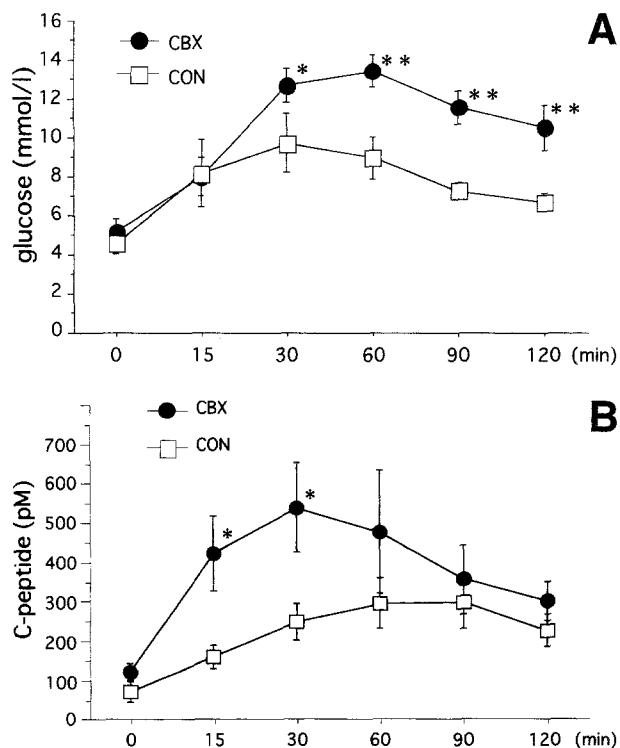 A
CBX
CON
glucose (mmol/l)
16
14
12
10
8
6
4
2
0
*
**
**
**
0 15 30 60 90 120 (min)
B
CBX
CON
C-peptide (pM)
700
600
500
400
300
200
100
0
*
*
0 15 30 60 90 120 (min)